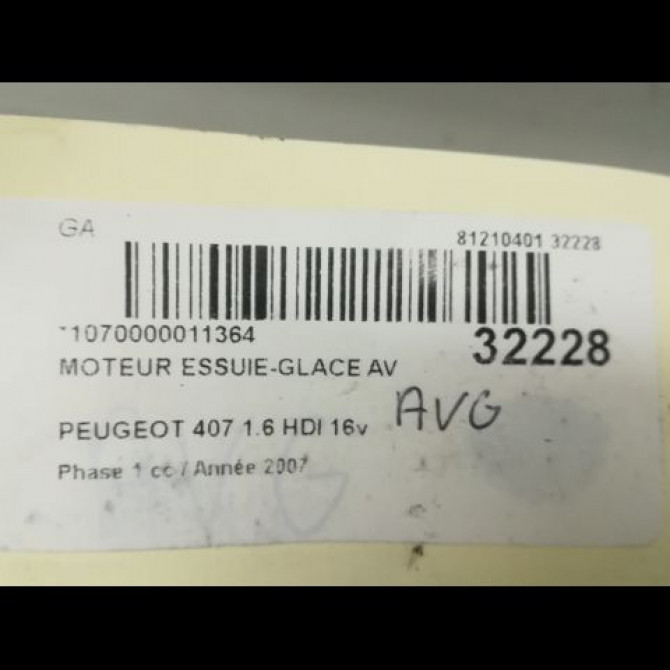 GA
81210401 32228
*1070000011364
32228
MOTEUR ESSUIE-GLACE AV
AVG
PEUGEOT 407 1.6 HDI 16v
Phase 1 cc / Année 2007